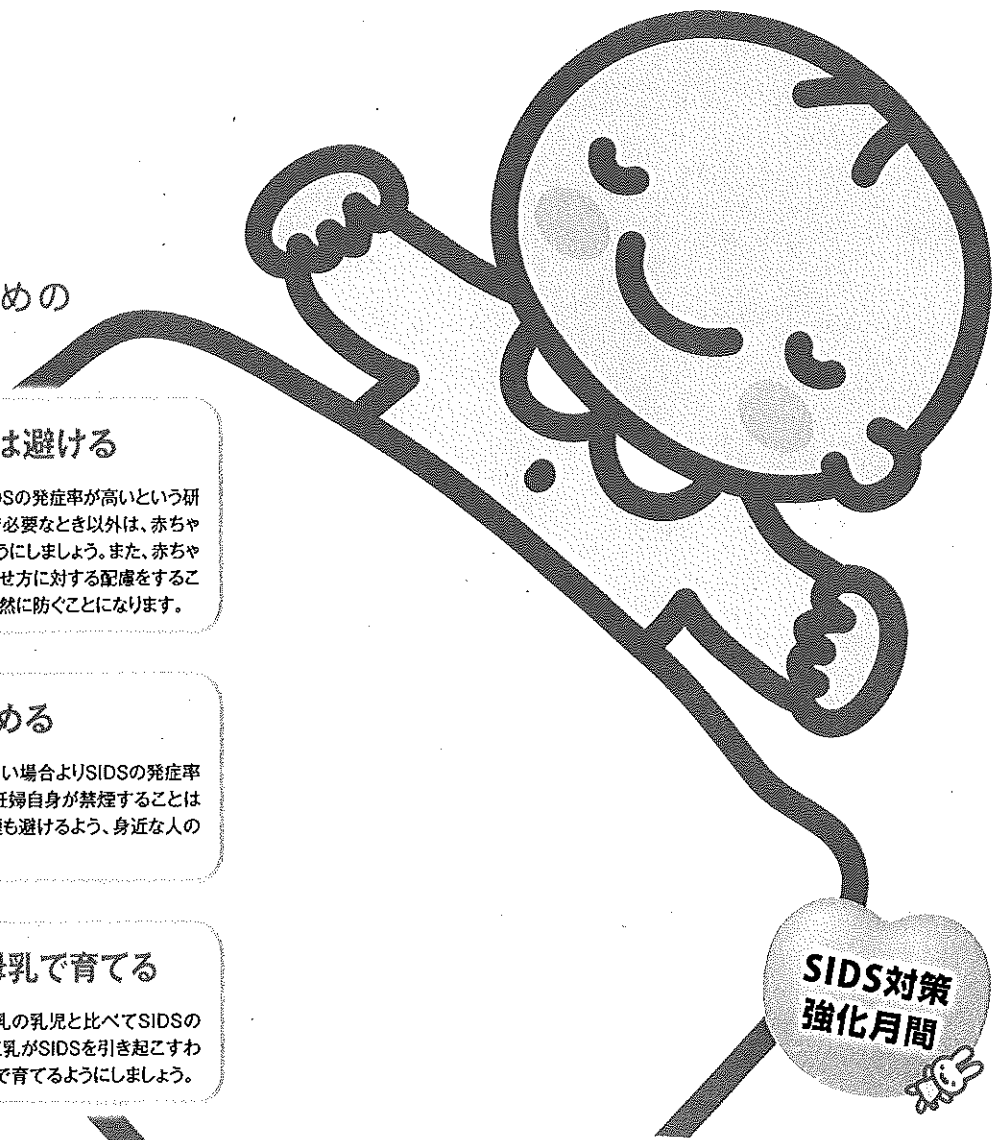 めの
は避ける
DSの発症率が高いという研
で必要なとき以外は、赤ちゃ
うにしましょう。また、赤ちゃ
せ方に対する配慮をするこ
然に防ぐことになります。
める
い場合よりSIDSの発症率
妊婦自身が禁煙することは
も避けるよう、身近な人の
母乳で育てる
乳の乳児と比べてSIDSの
乳がSIDSを引き起こすわ
で育てるようにしましょう。
SIDS対策
強化月間